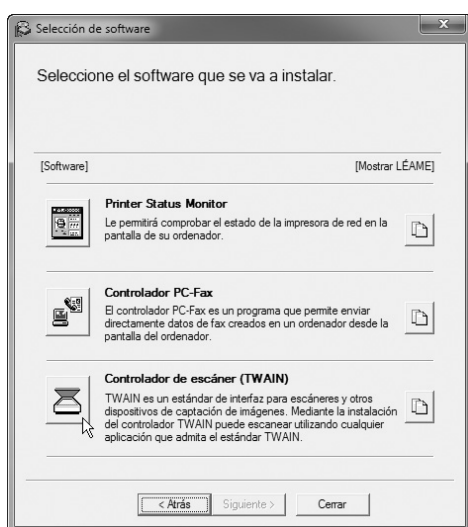 Selección de software
Seleccione el software que se va a instalar.
[Software] [Mostrar LÉAME]
Printer Status Monitor
Le permitirá comprobar el estado de la impresora de red en la
pantalla de su ordenador.
Controlador PC-Fax
El controlador PC-Fax es un programa que permite enviar
directamente datos de fax creados en un ordenador desde la
pantalla del ordenador.
Controlador de escáner (TWAIN)
TWAIN es un estándar de interfaz para escáneres y otros
dispositivos de captación de imágenes. Mediante la instalación
del controlador TWAIN puede escanear utilizando cualquier
aplicación que admita el estándar TWAIN.
< Atrás Siguiente > Cerrar